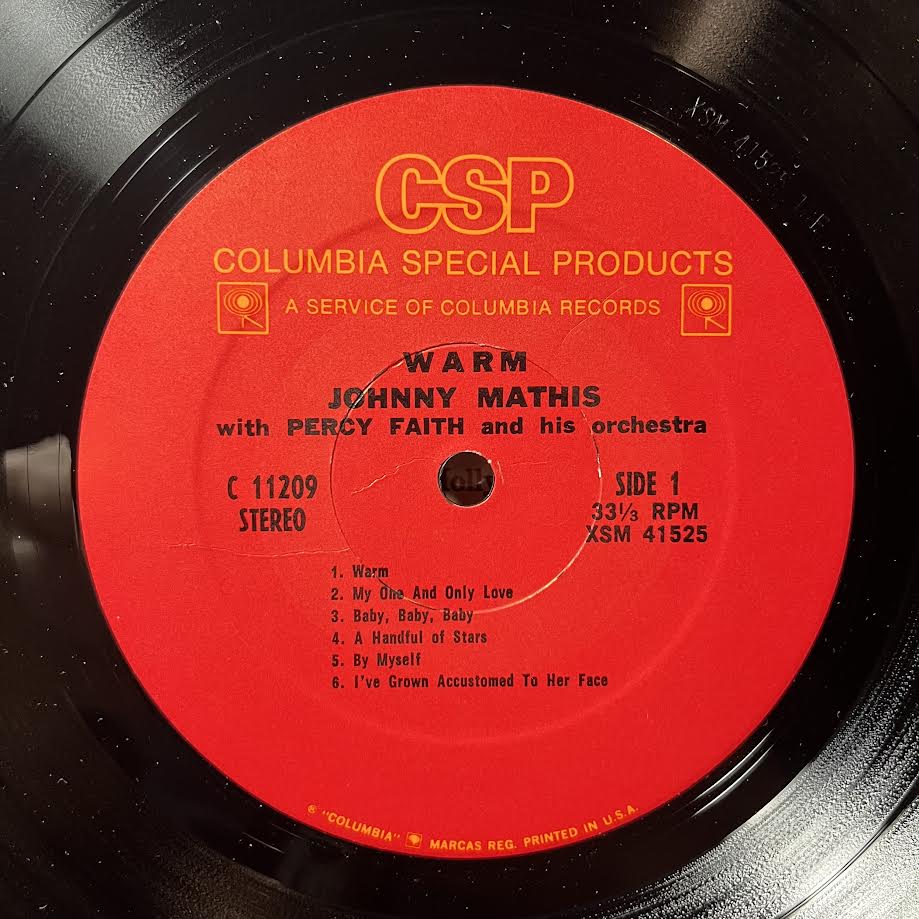 CSP
COLUMBIA SPECIAL PRODUCTS
A SERVICE OF COLUMBIA RECORDS
WARM
JOHNNY MATHIS
with PERCY FAITH and his orchestra
C 11209
STEREO
SIDE 1
33⅓ RPM
XSM 41525
1. Warm
2. My One And Only Love
3. Baby, Baby, Baby
4. A Handful of Stars
5. By Myself
6. I've Grown Accustomed To Her Face
® "COLUMBIA" MARCAS REG. PRINTED IN U.S.A.